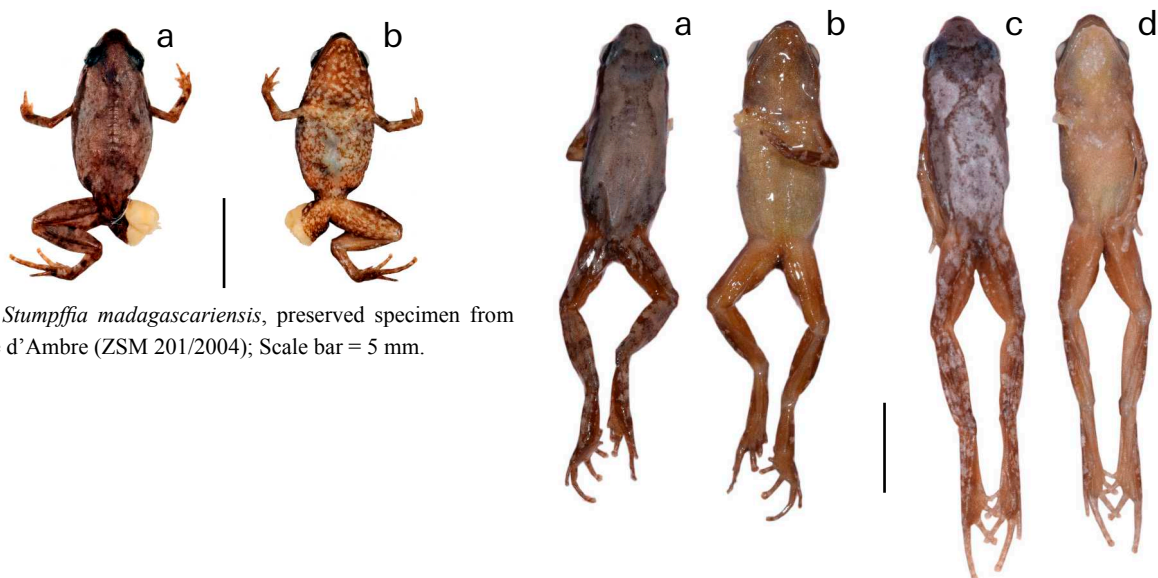 a
b
a
b
c
d
Stumpffia madagascariensis, preserved specimen from
d'Ambre (ZSM 201/2004); Scale bar = 5 mm.